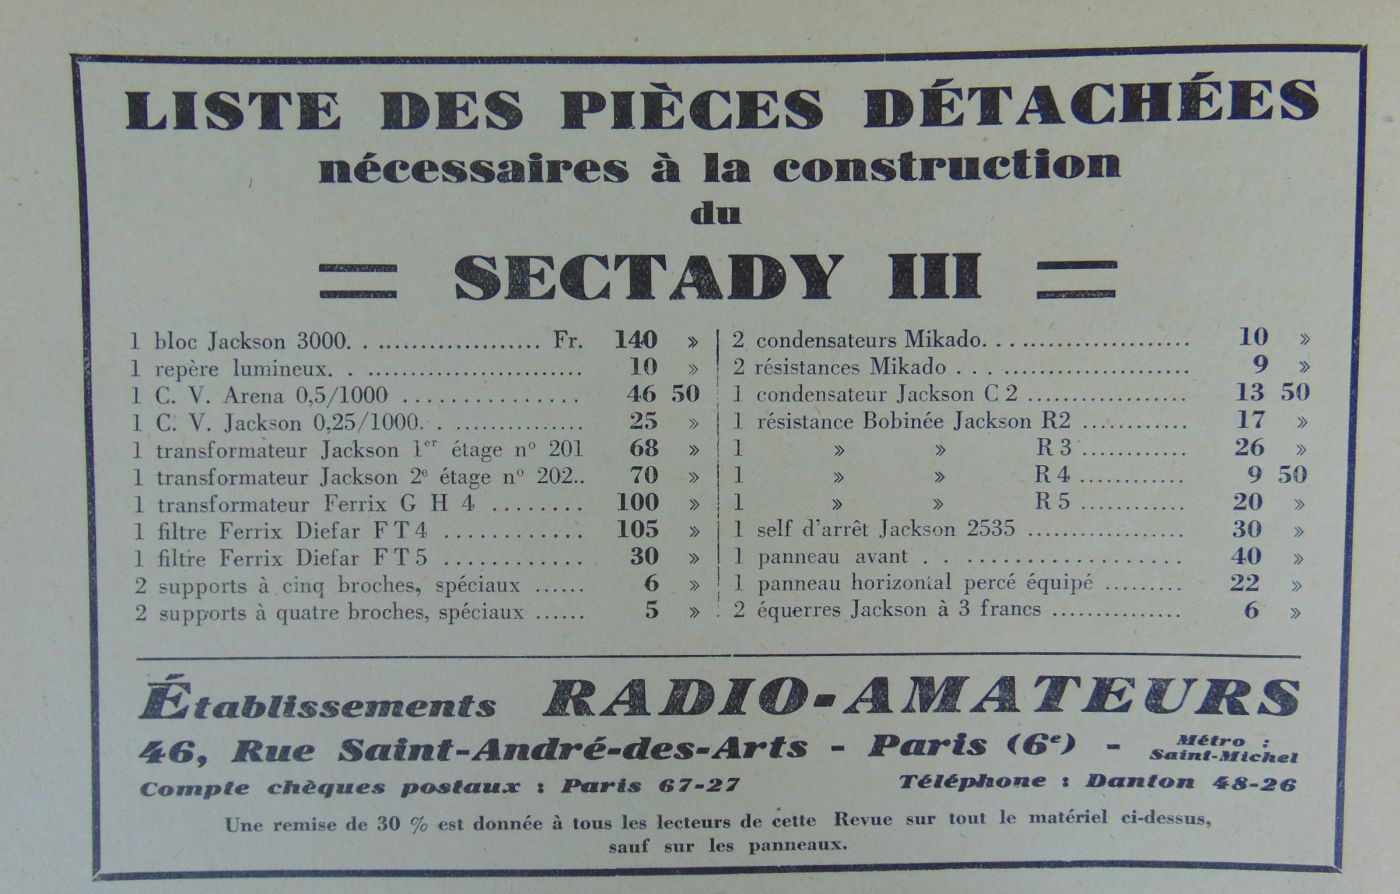 LISTE DES PIÈCES DÉTACHÉES
nécessaires à la construction
du
SECTADY III
1 bloc Jackson 3000. . ...................... Fr. 140 »
1 repère lumineux. . ........................... 10 »
1 C. V. Arena 0,5/1000 ................ 46 50
1 C. V. Jackson 0,25/1000. . ............. 25 »
1 transformateur Jackson 1er étage n° 201 68 »
1 transformateur Jackson 2e étage n° 202.. 70 »
1 transformateur Ferrix G H 4 ........ 100 »
1 filtre Ferrix Diefar F T 4 ............ 105 »
1 filtre Ferrix Diefar F T 5 ............ 30 »
2 supports à cinq broches, spéciaux ...... 6 »
2 supports à quatre broches, spéciaux ...... 5 »
2 condensateurs Mikado. ...................... 10 »
2 résistances Mikado ........................... 9 »
1 condensateur Jackson C 2 .................. 13 50
1 résistance Bobinée Jackson R2 ............ 17 »
1 » » R 3 ............ 26 »
1 » » R 4 ............ 9 50
1 » » R 5 ............ 20 »
1 self d'arrêt Jackson 2535 .................. 30 »
1 panneau avant . . ...................... 40 »
1 panneau horizontal percé équipé ......... 22 »
2 équerres Jackson à 3 francs ............... 6 »
Établissements RADIO-AMATEURS
46, Rue Saint-André-des-Arts - Paris (6e) - Métro : Saint-Michel
Compte chèques postaux : Paris 67-27 Téléphone : Danton 48-26
Une remise de 30 % est donnée à tous les lecteurs de cette Revue sur tout le matériel ci-dessus,
sauf sur les panneaux.